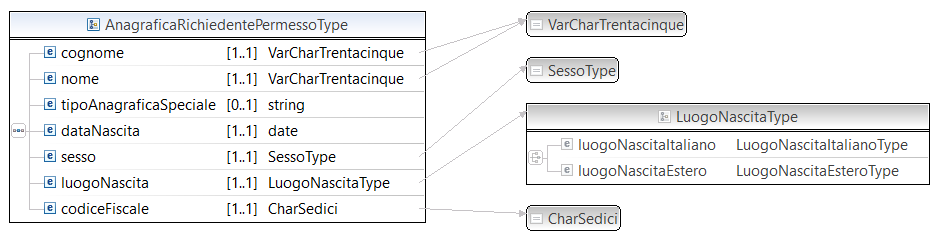 AnagraficaRichiedentePermessoType
cognome [1..1] VarCharTrentacinque
nome [1..1] VarCharTrentacinque
tipoAnagraficaSpeciale [0..1] string
dataNascita [1..1] date
sesso [1..1] SessoType
luogoNascita [1..1] LuogoNascitaType
codiceFiscale [1..1] CharSedici
VarCharTrentacinque
SessoType
LuogoNascitaType
luogoNascitaItaliano LuogoNascitaItalianoType
luogoNascitaEstero LuogoNascitaEsteroType
CharSedici